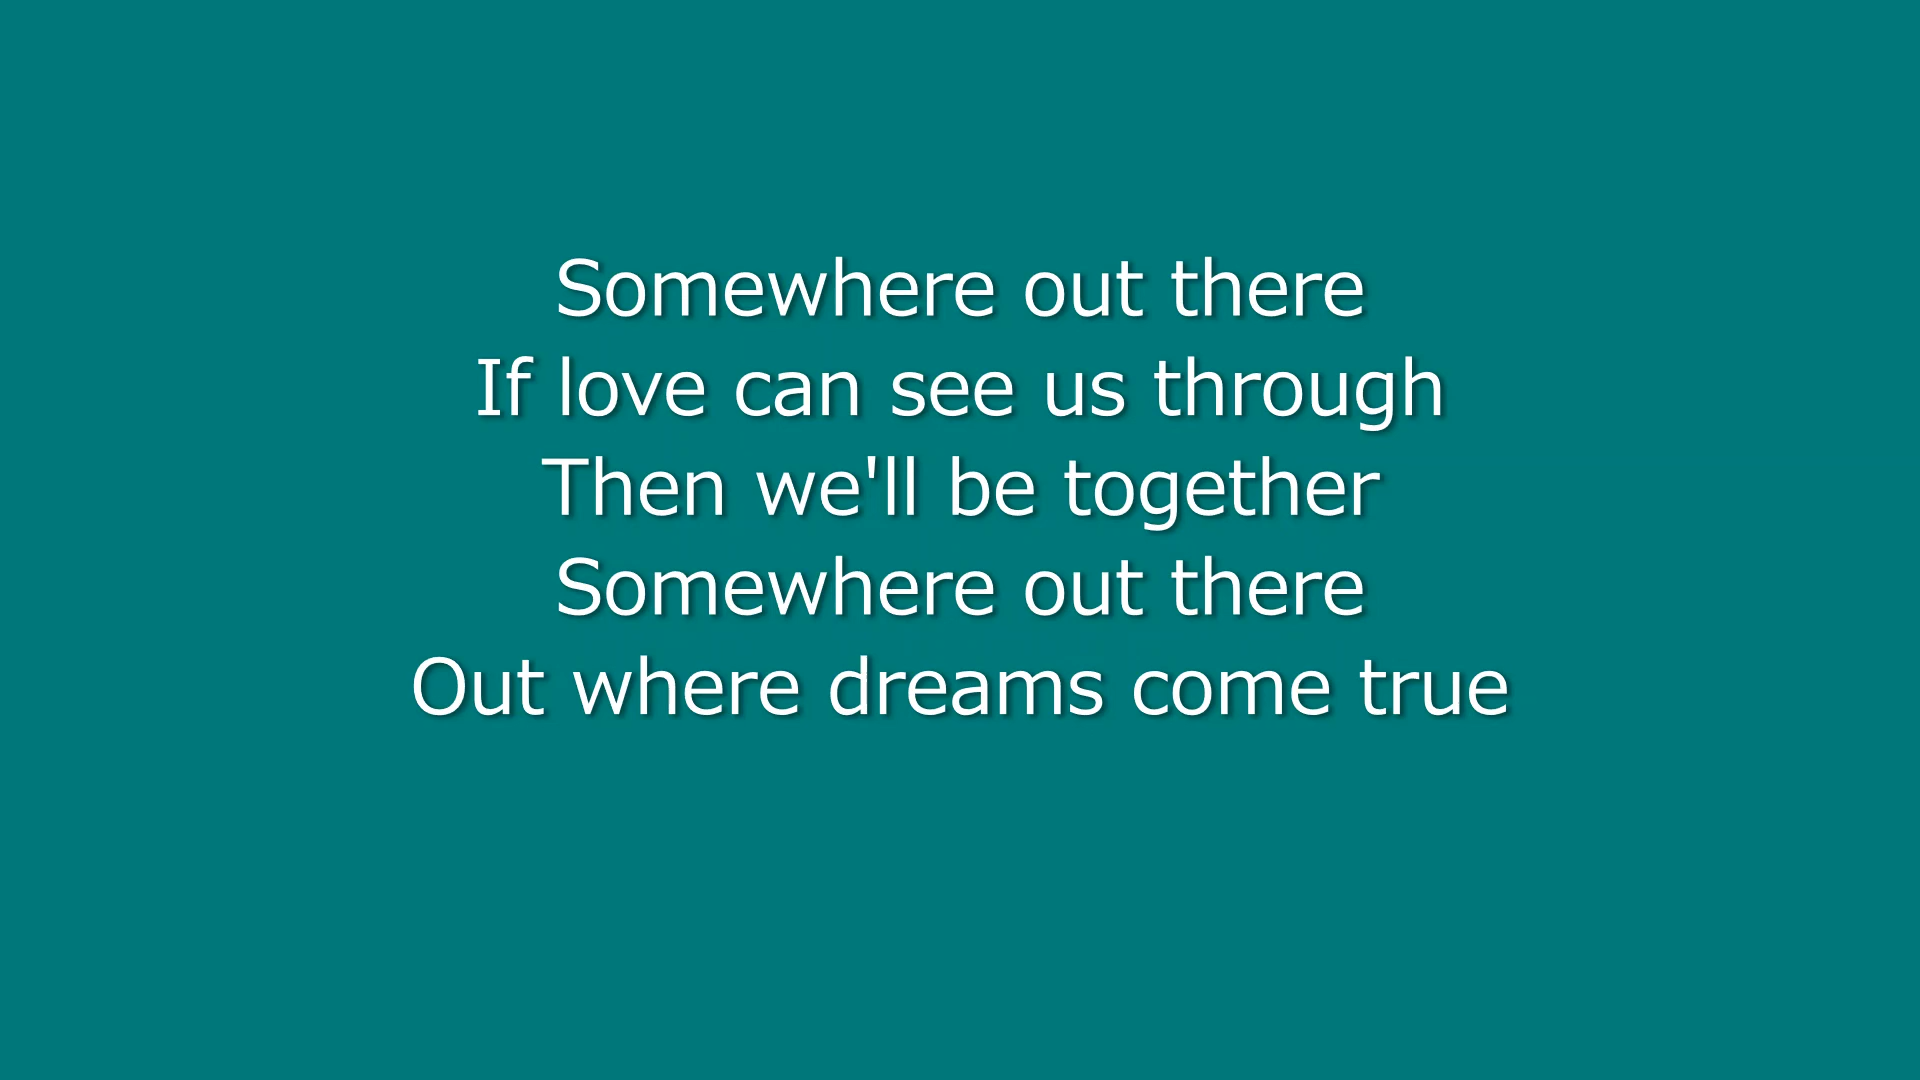 Somewhere out there
If love can see us through
Then we'll be together
Somewhere out there
Out where dreams come true